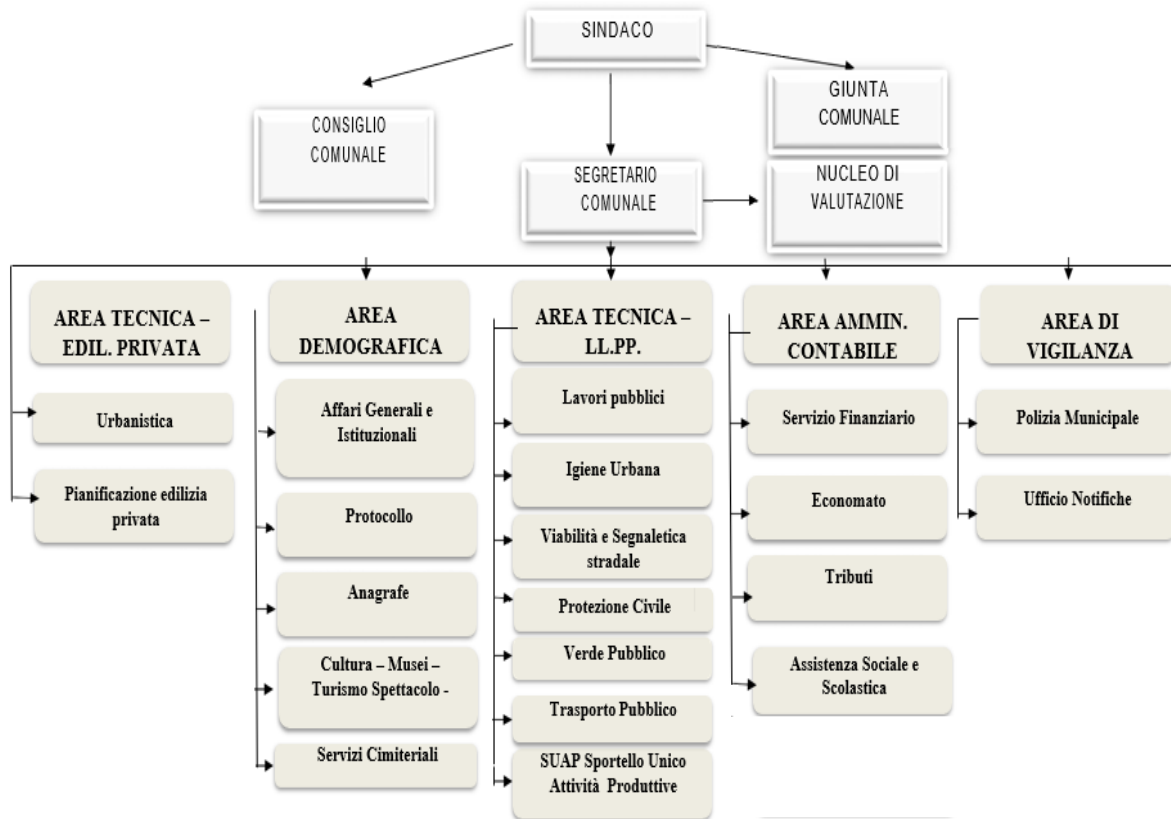 SINDACO
CONSIGLIO
COMUNALE
GIUNTA
COMUNALE
SEGRETARIO
COMUNALE
NUCLEO DI
VALUTAZIONE
AREA TECNICA –
EDIL. PRIVATA
Urbanistica
Pianificazione edilizia
privata
AREA
DEMOGRAFICA
Affari Generali e
Istituzionali
Protocollo
Anagrafe
Cultura – Musei –
Turismo Spettacolo -
Servizi Cimiteriali
AREA TECNICA –
LL.PP.
Lavori pubblici
Igiene Urbana
Viabilità e Segnaletica
stradale
Protezione Civile
Verde Pubblico
Trasporto Pubblico
SUAP Sportello Unico
Attività Produttive
AREA AMMIN.
CONTABILE
Servizio Finanziario
Economato
Tributi
Assistenza Sociale e
Scolastica
AREA DI
VIGILANZA
Polizia Municipale
Ufficio Notifiche